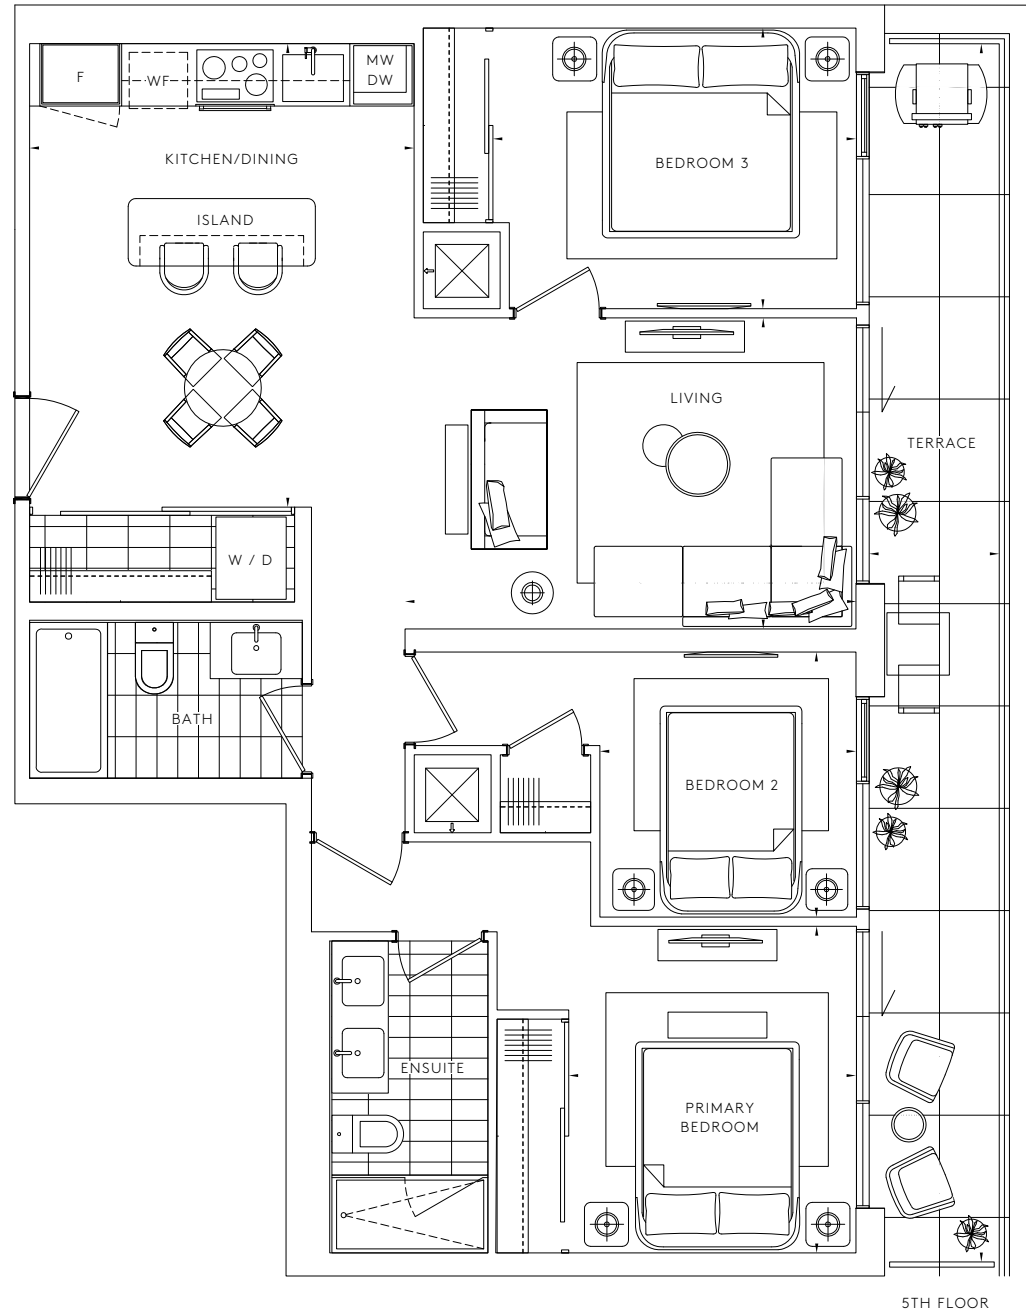 F
WF
MW
DW
KITCHEN/DINING
BEDROOM 3
ISLAND
LIVING
TERRACE
W / D
BATH
BEDROOM 2
ENSUITE
PRIMARY
BEDROOM
5TH FLOOR